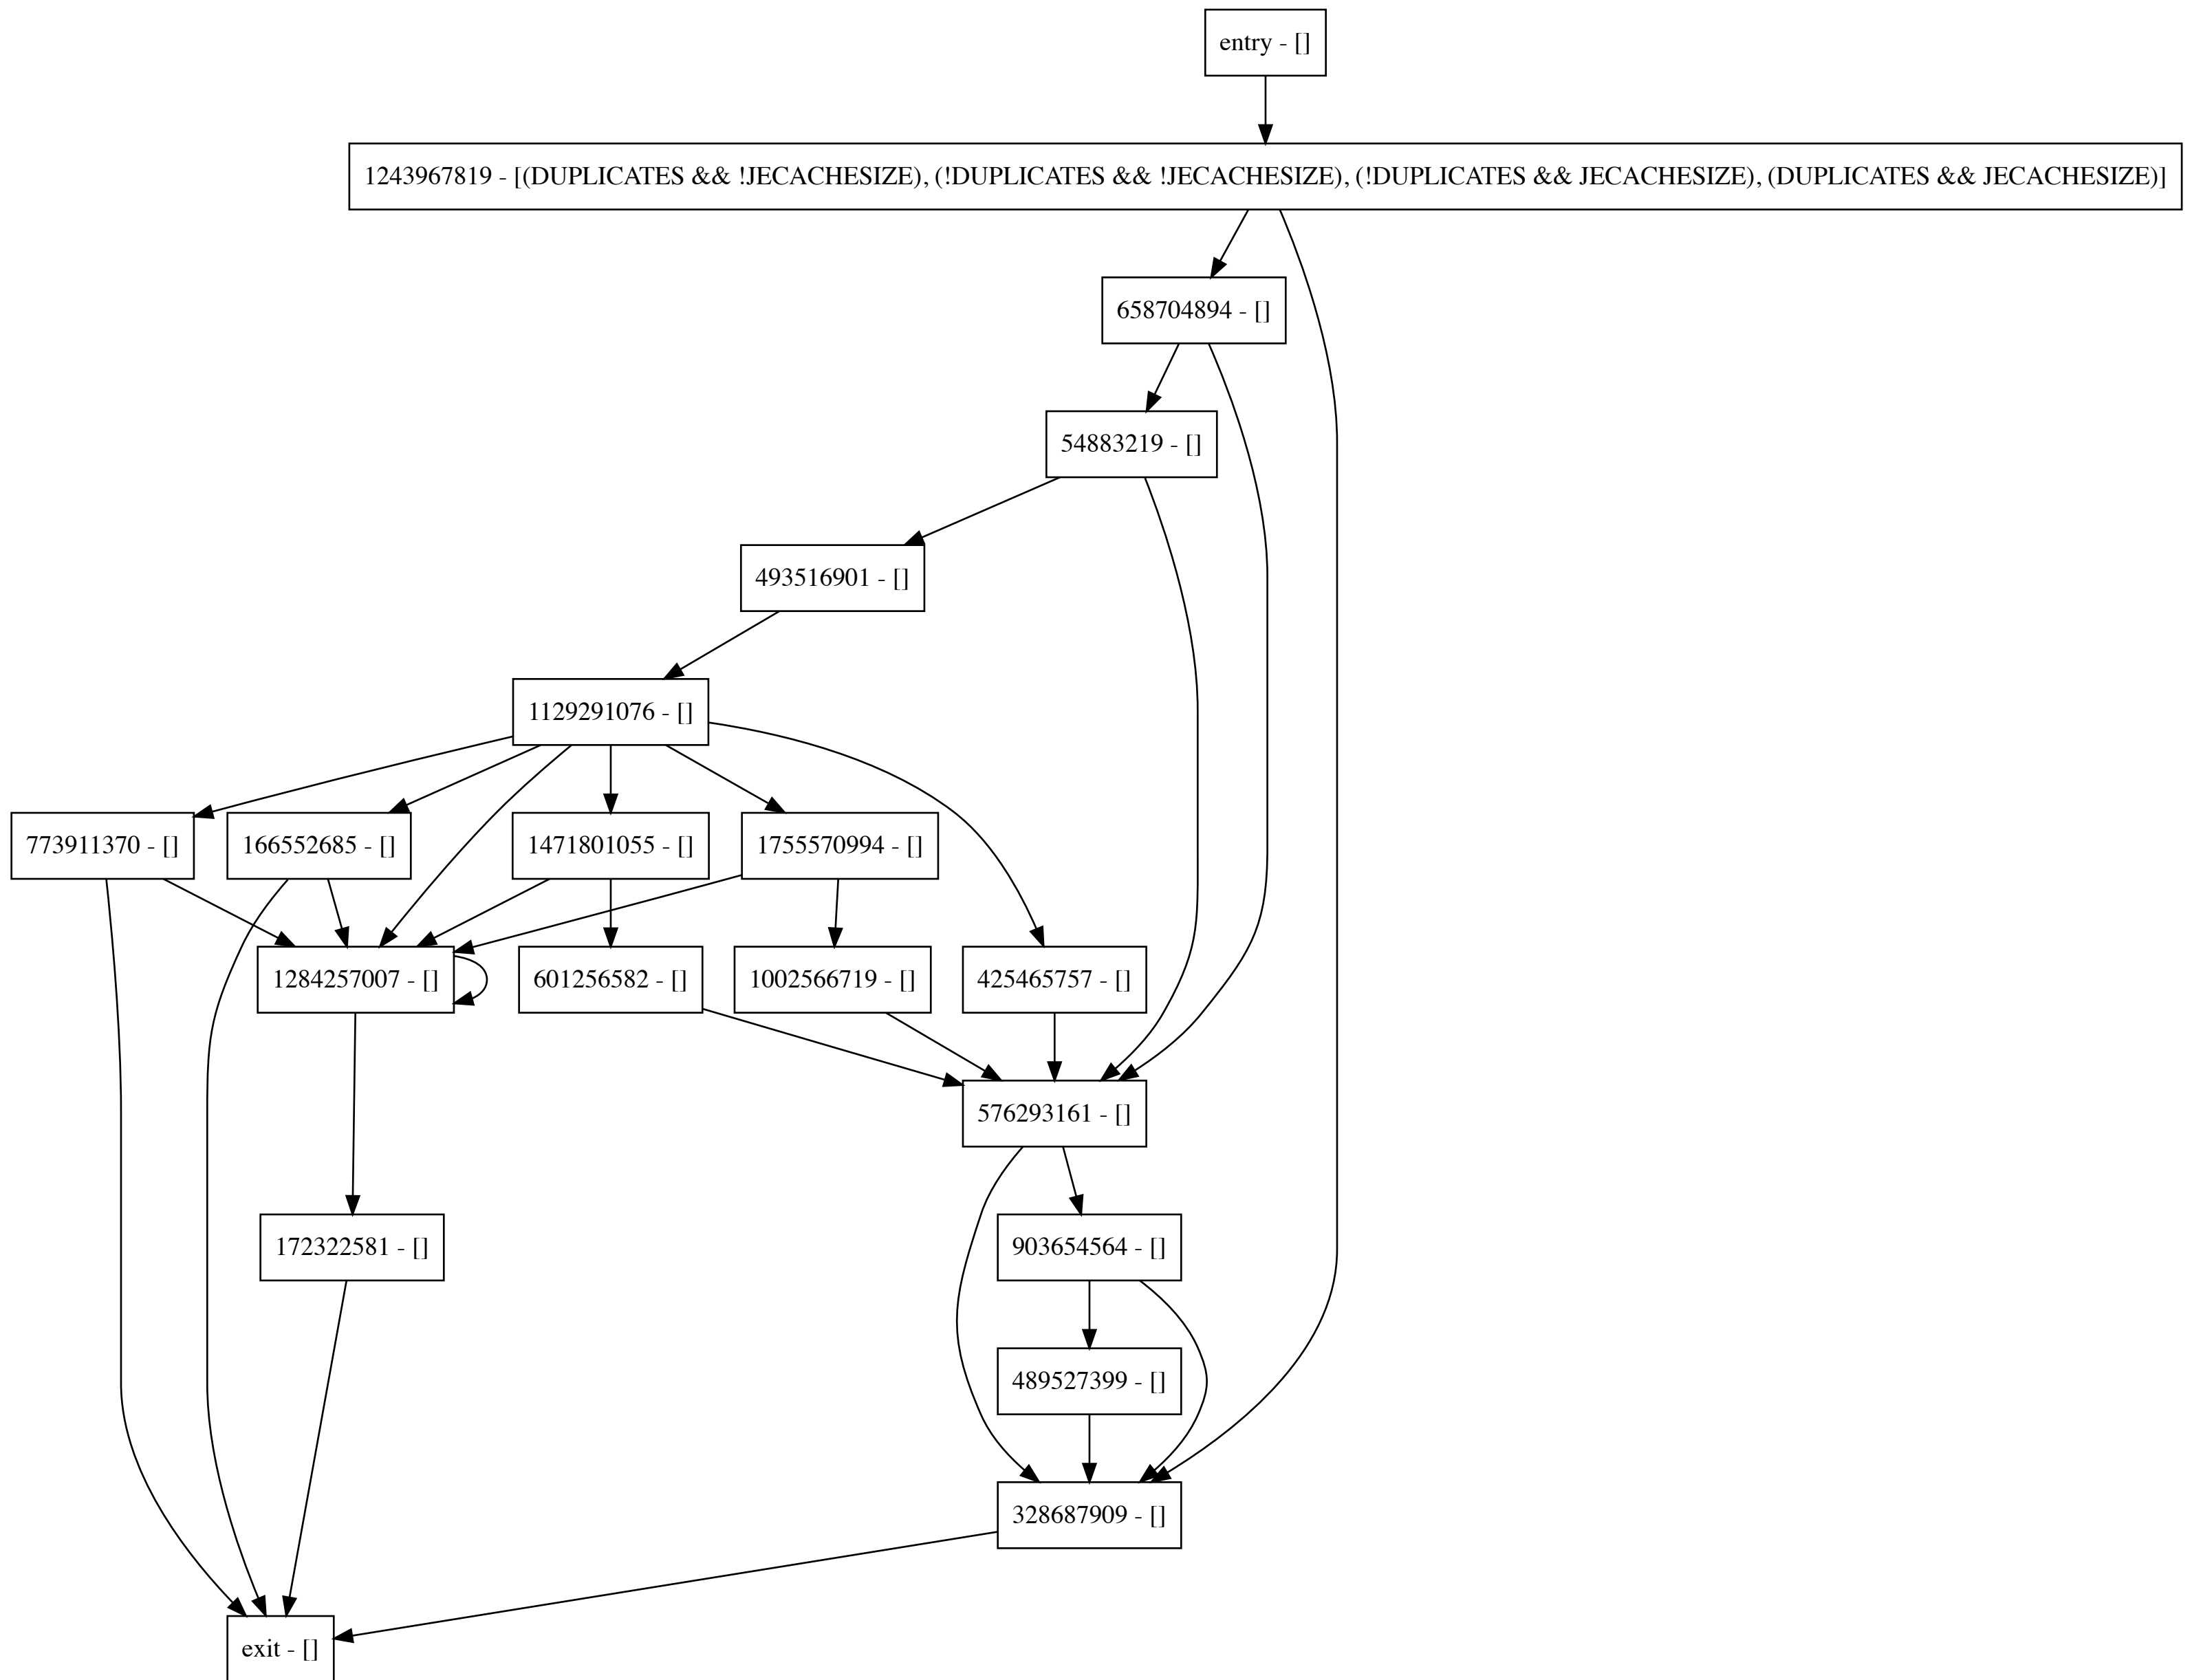 entry - []
1243967819 - [(DUPLICATES && !JECACHESIZE), (!DUPLICATES && !JECACHESIZE), (!DUPLICATES && JECACHESIZE), (DUPLICATES && JECACHESIZE)]
658704894 - []
54883219 - []
493516901 - []
1129291076 - []
773911370 - []
166552685 - []
1471801055 - []
1755570994 - []
1284257007 - []
601256582 - []
1002566719 - []
425465757 - []
576293161 - []
172322581 - []
903654564 - []
489527399 - []
328687909 - []
exit - []